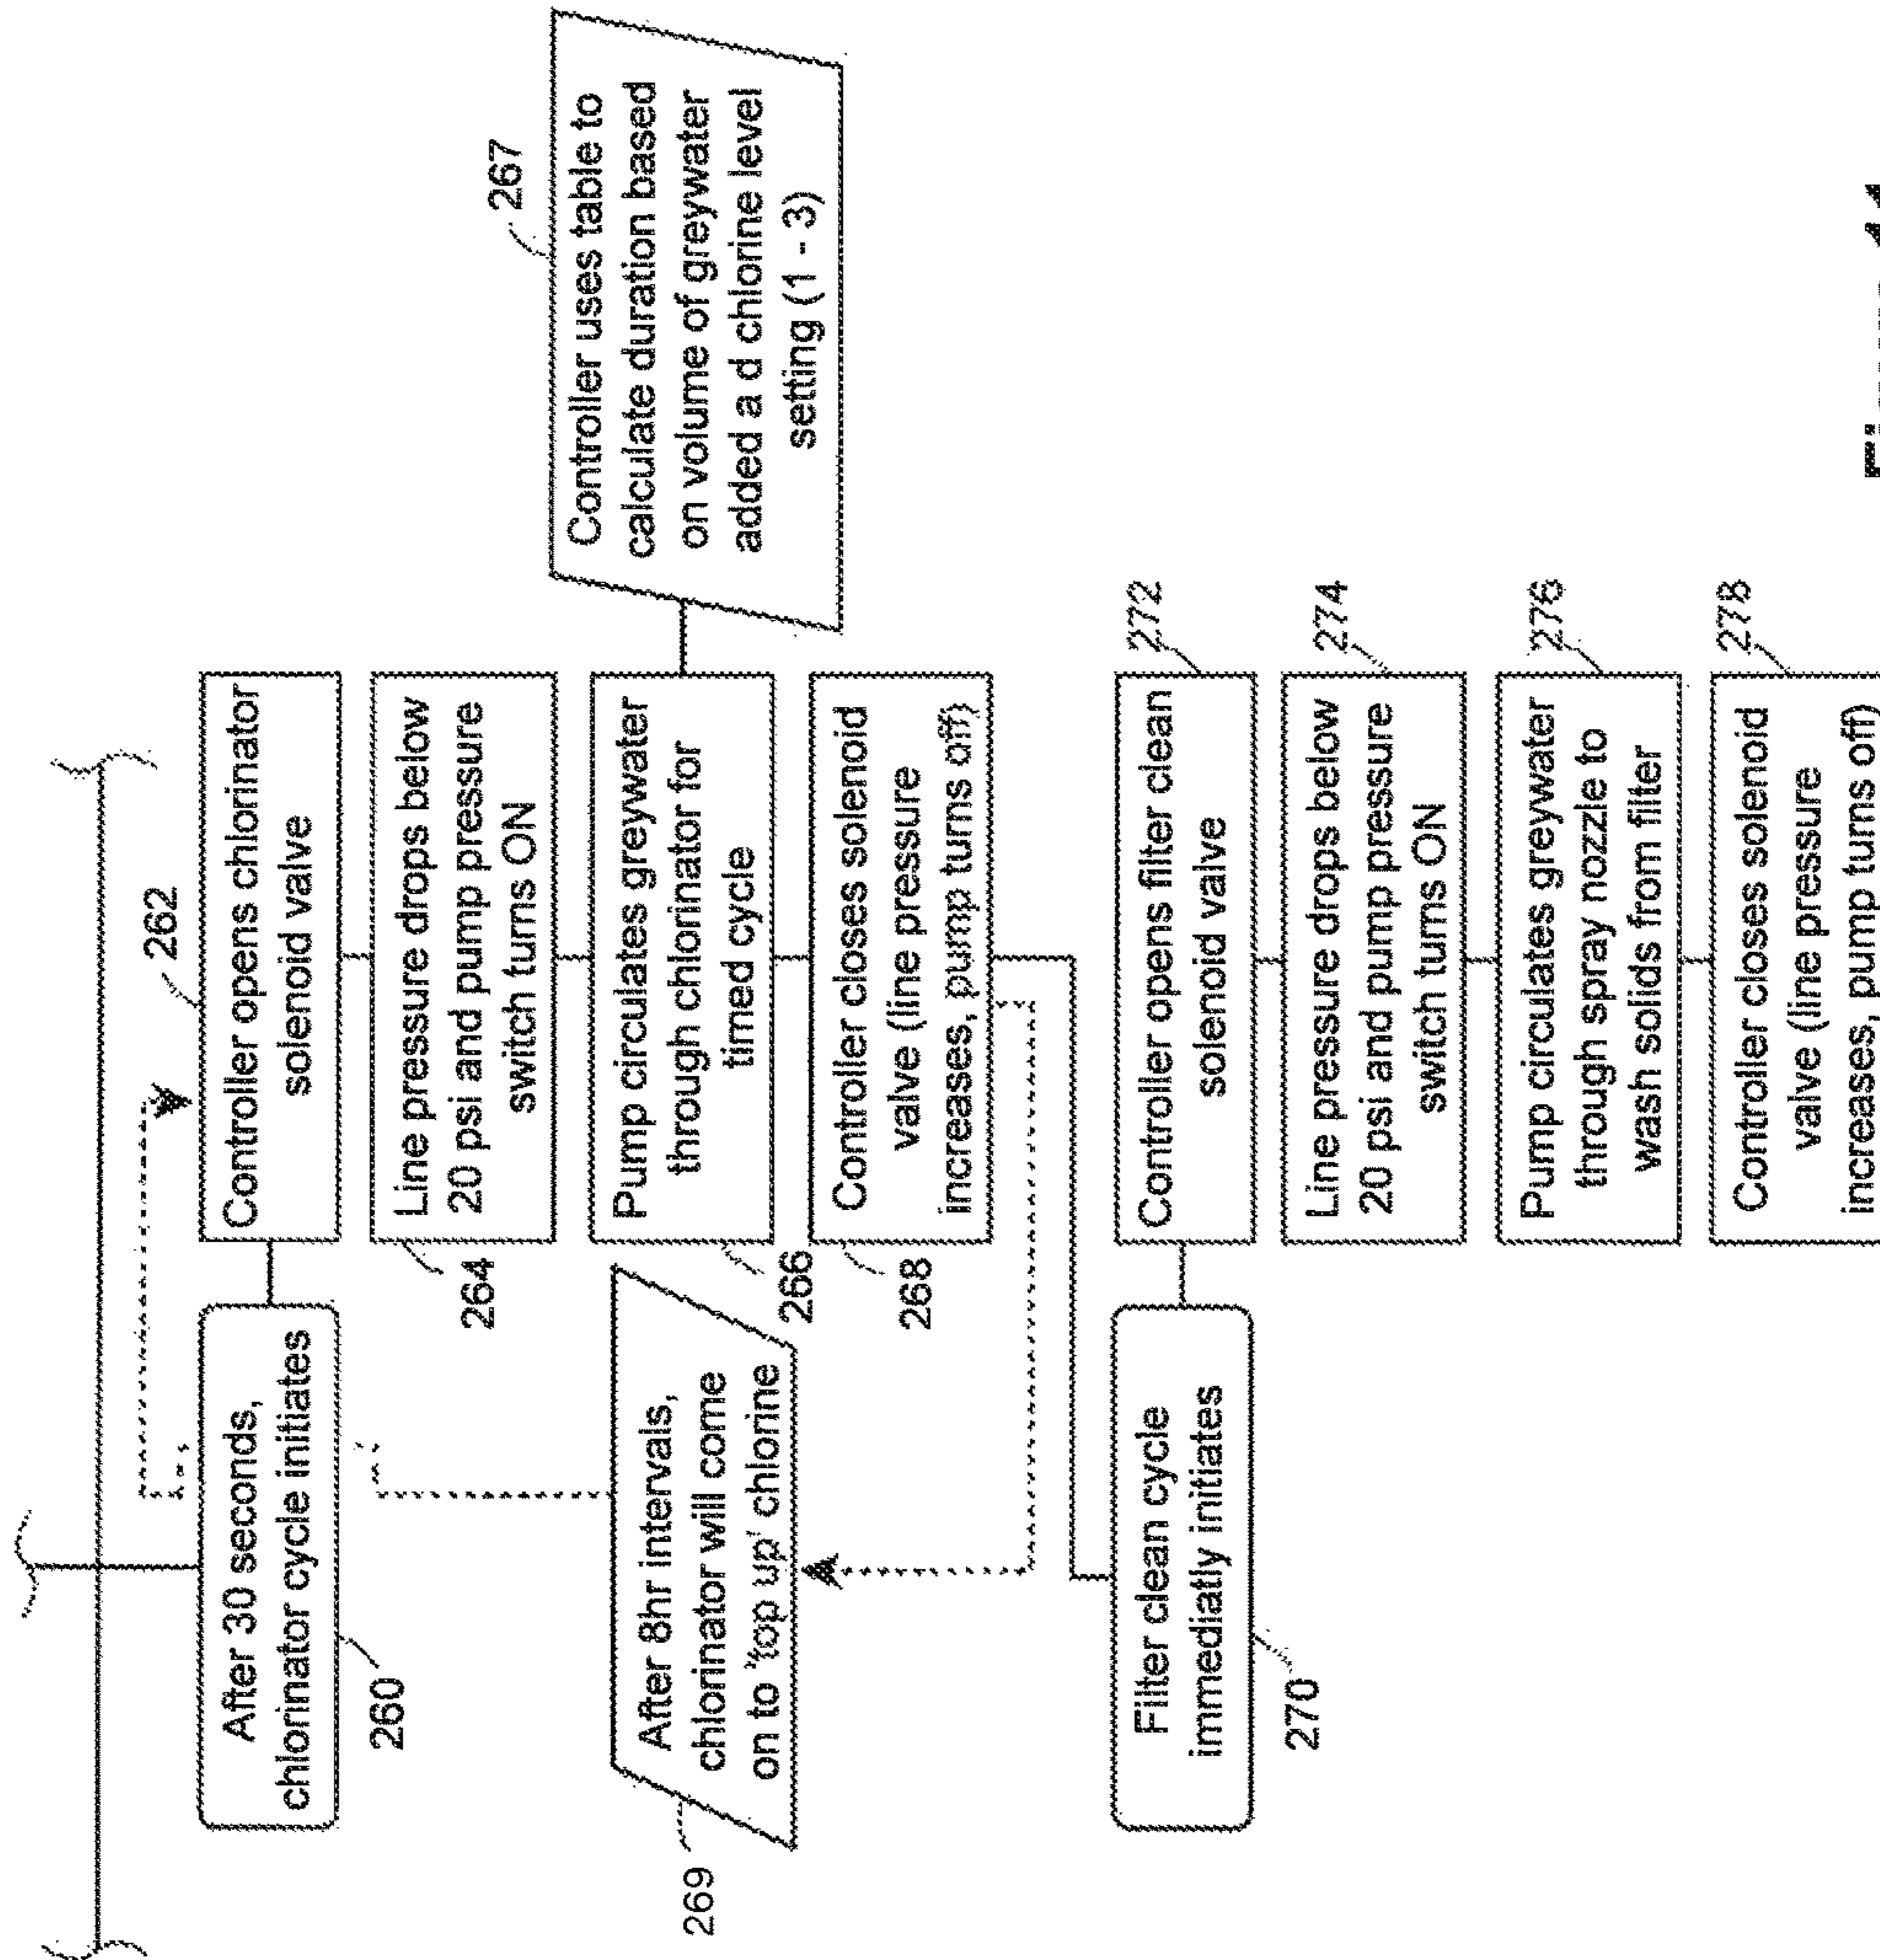 262
After 30 seconds,
chlorinator cycle initiates
260
Controller opens chlorinator
solenoid valve
Line pressure drops below
20 psi and pump pressure
switch turns ON
264
267
Controller uses table to
calculate duration based
on volume of greywater
added a d chlorine level
setting (1 - 3)
After 8hr intervals,
chlorinator will come
on to 'top up' chlorine
269
Pump circulates greywater
through chlorinator for
timed cycle
266
Controller closes solenoid
valve (line pressure
increases, pump turns off)
268
Filter clean cycle
immediatly initiates
270
Controller opens filter clean
solenoid valve
272
Line pressure drops below
20 psi and pump pressure
switch turns ON
274
Pump circulates greywater
through spray nozzle to
wash solids from filter
276
Controller closes solenoid
valve (line pressure
increases, pump turns off)
278
Figure 11